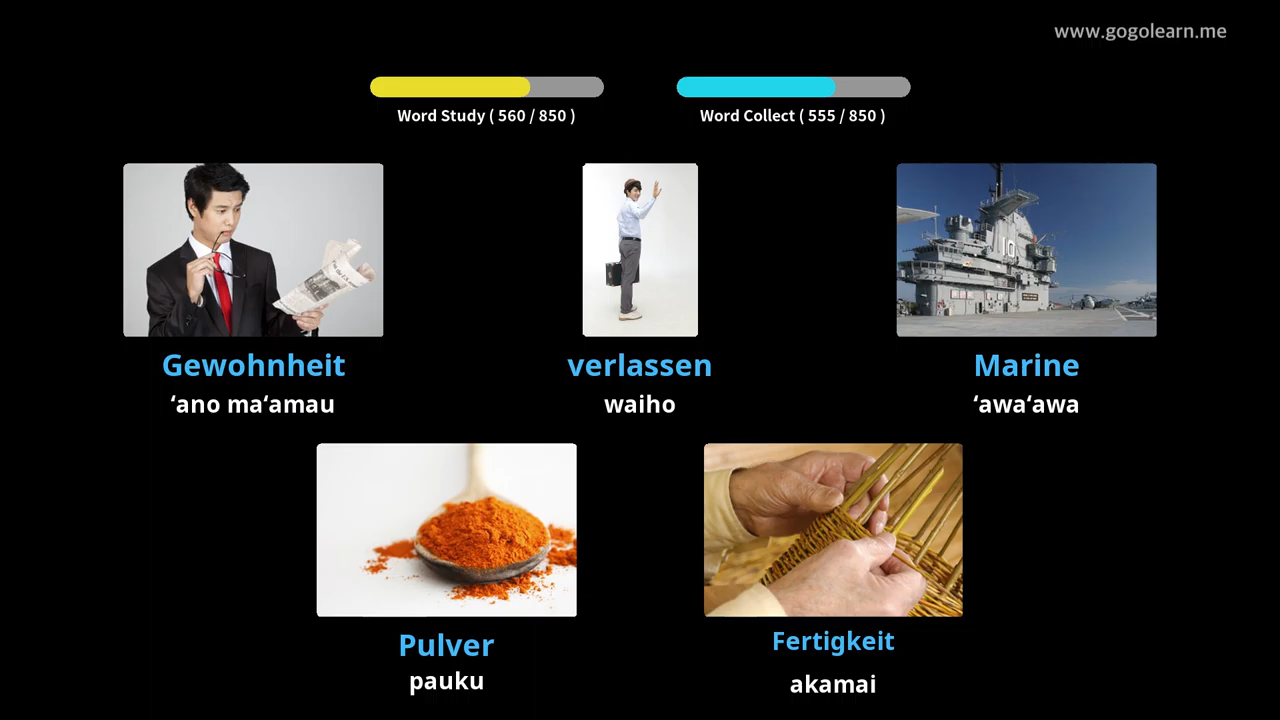 www.gogolearn.me
Word Study ( 560 / 850 )
Word Collect ( 555 / 850 )
10
Gewohnheit
ʻano maʻamau
verlassen
waiho
Marine
ʻawaʻawa
Pulver
pauku
Fertigkeit
akamai